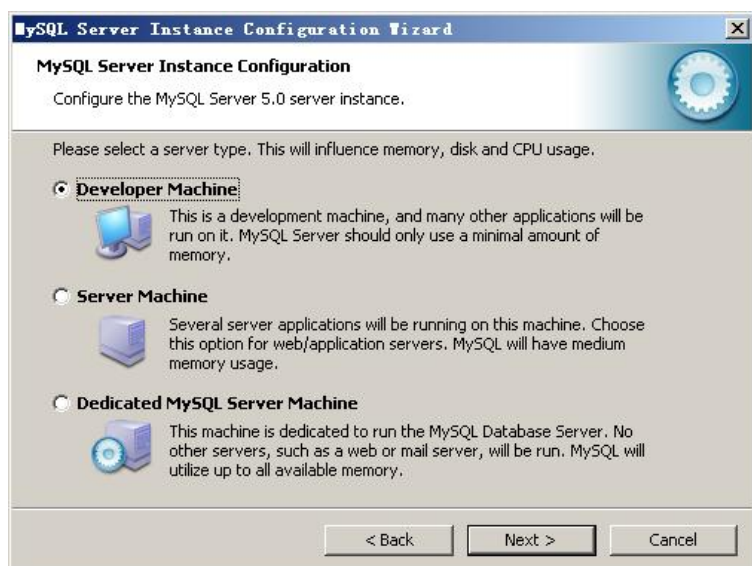 MySQL Server Instance Configuration Wizard
MySQL Server Instance Configuration
Configure the MySQL Server 5.0 server instance.
Please select a server type. This will influence memory, disk and CPU usage.
Developer Machine
This is a development machine, and many other applications will be
run on it. MySQL Server should only use a minimal amount of
memory.
Server Machine
Several server applications will be running on this machine. Choose
this option for web/application servers. MySQL will have medium
memory usage.
Dedicated MySQL Server Machine
This machine is dedicated to run the MySQL Database Server. No
other servers, such as a web or mail server, will be run. MySQL will
utilize up to all available memory.
< Back
Next >
Cancel